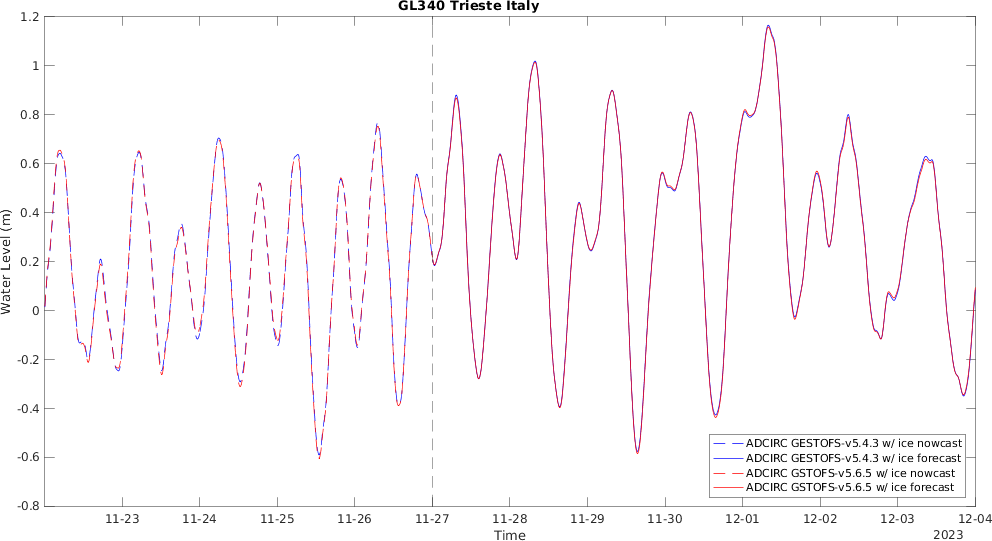 GL340 Trieste Italy
1.2
1
0.8
0.6
0.4
0.2
0
-0.2
-0.4
-0.6
-0.8
Water Level (m)
ADCIRC GESTOFS-v5.4.3 w/ ice nowcast
ADCIRC GESTOFS-v5.4.3 w/ ice forecast
ADCIRC GSTOFS-v5.6.5 w/ ice nowcast
ADCIRC GSTOFS-v5.6.5 w/ ice forecast
11-23 11-24 11-25 11-26 11-27 11-28 11-29 11-30 12-01 12-02 12-03 12-04
Time
2023